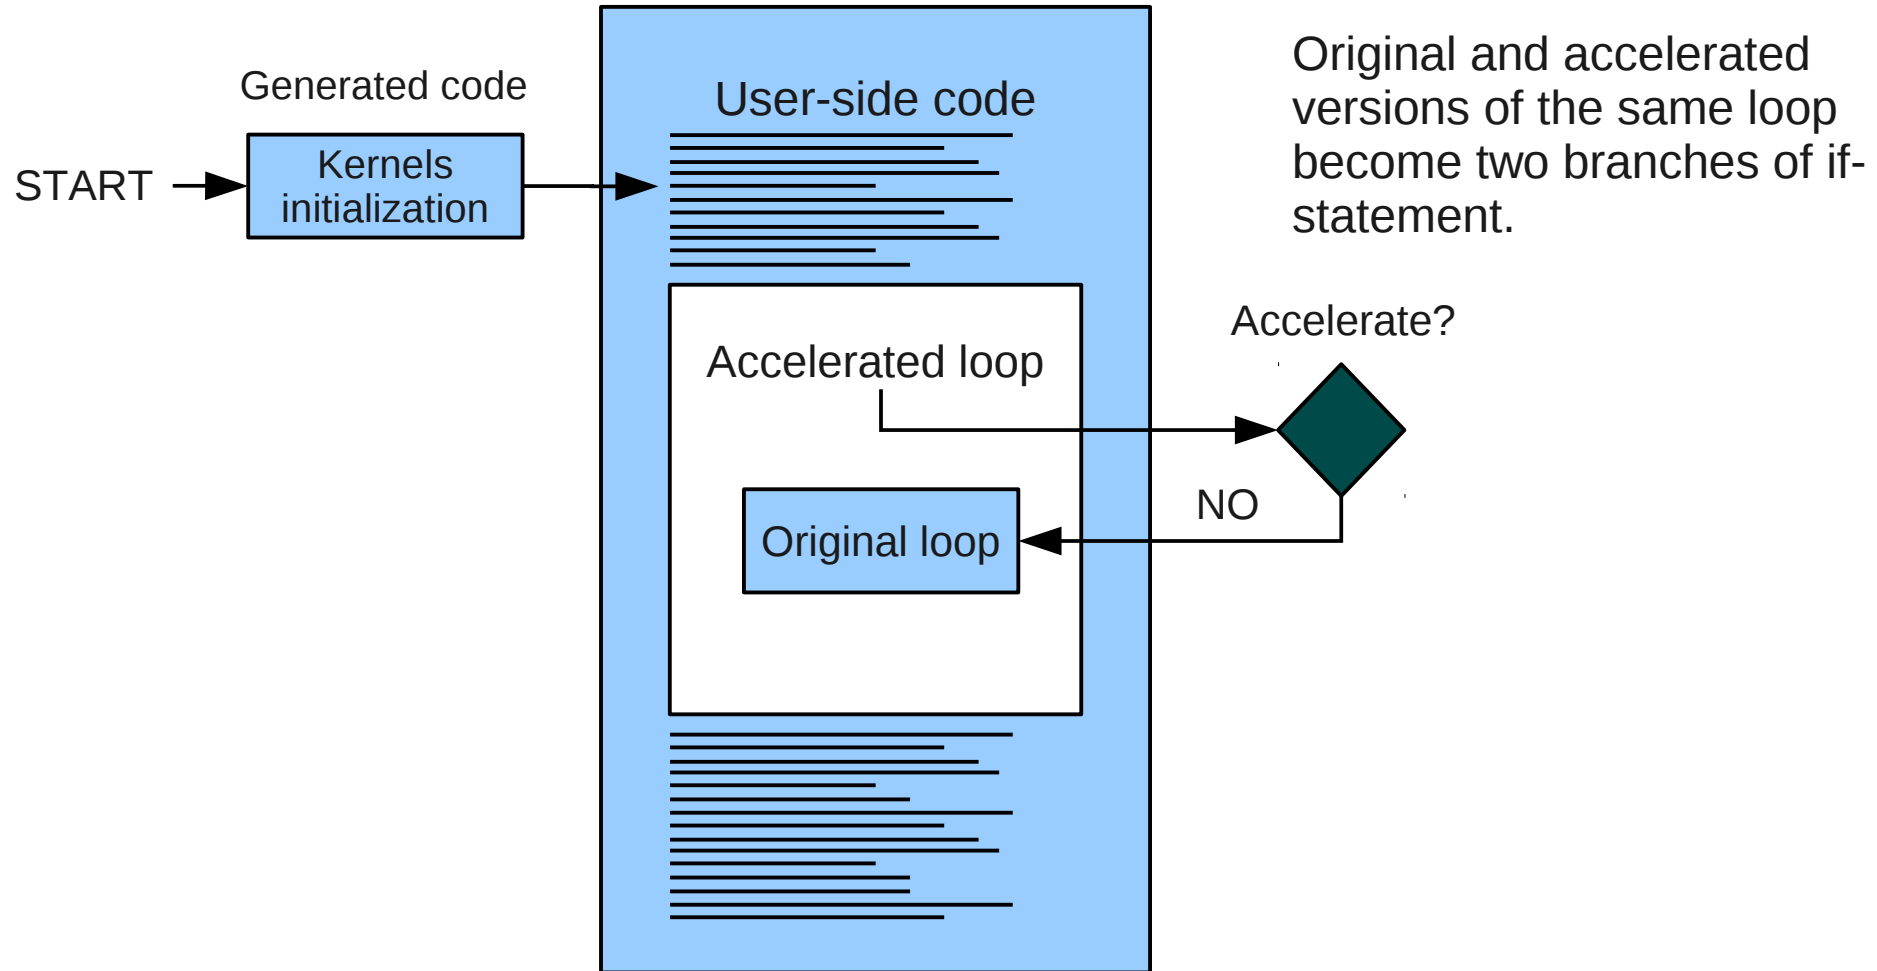 Generated code
START
Kernels
initialization
User-side code
Original and accelerated
versions of the same loop
become two branches of if-
statement.
Accelerated loop
Accelerate?
NO
Original loop